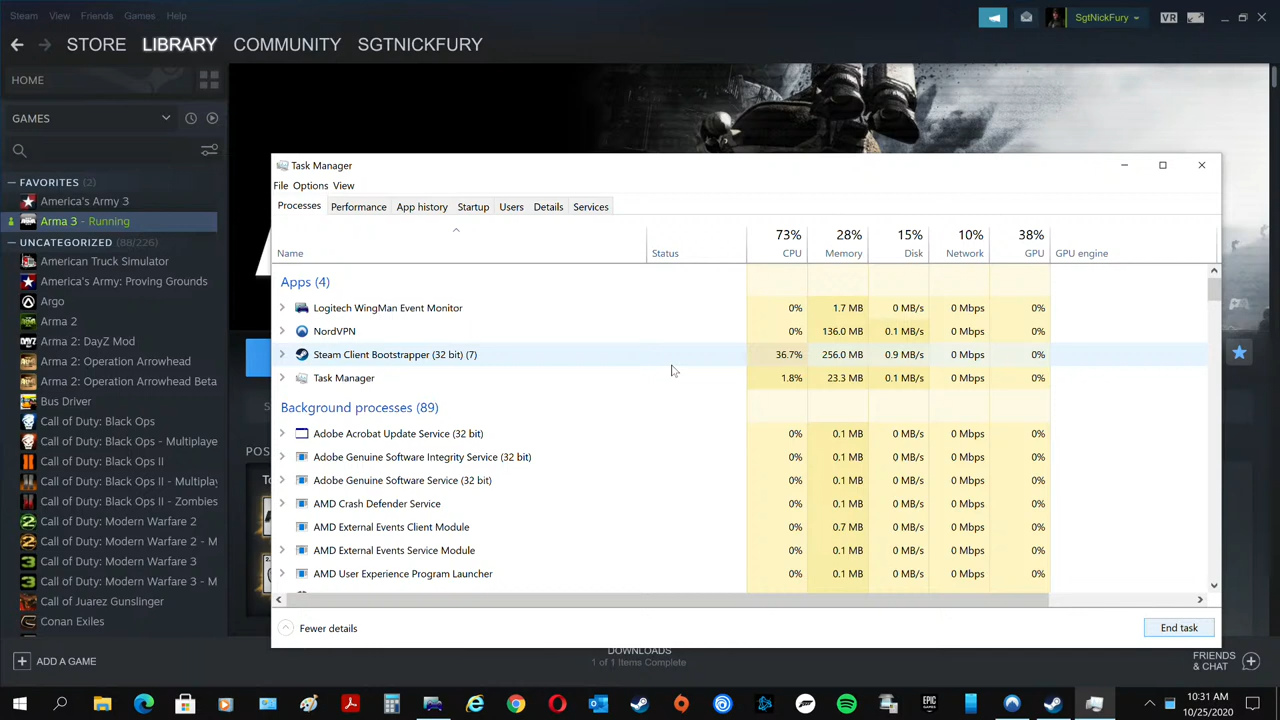 Steam View Friends Games Help
SgtNickFury
VR
STORE LIBRARY COMMUNITY SGTNICKFURY
HOME
GAMES
FAVORITES (2)
America's Army 3
Arma 3 - Running
UNCATEGORIZED (88/226)
American Truck Simulator
America's Army: Proving Grounds
Argo
Arma 2
Arma 2: DayZ Mod
Arma 2: Operation Arrowhead
Arma 2: Operation Arrowhead Beta
Bus Driver
Call of Duty: Black Ops
Call of Duty: Black Ops - Multiplaye
Call of Duty: Black Ops II
Call of Duty: Black Ops II - Multiplay
Call of Duty: Black Ops II - Zombies
Call of Duty: Modern Warfare 2
Call of Duty: Modern Warfare 2 - M
Call of Duty: Modern Warfare 3
Call of Duty: Modern Warfare 3 - M
Call of Juarez Gunslinger
Conan Exiles
ADD A GAME
Task Manager
File Options View
Processes Performance App history Startup Users Details Services
73% 28% 15% 10% 38%
Name Status CPU Memory Disk Network GPU GPU engine
Apps (4)
Logitech WingMan Event Monitor 0% 1.7 MB 0 MB/s 0 Mbps 0%
NordVPN 0% 136.0 MB 0.1 MB/s 0 Mbps 0%
Steam Client Bootstrapper (32 bit) (7) 36.7% 256.0 MB 0.9 MB/s 0 Mbps 0%
Task Manager 1.8% 23.3 MB 0.1 MB/s 0 Mbps 0%
Background processes (89)
Adobe Acrobat Update Service (32 bit) 0% 0.1 MB 0 MB/s 0 Mbps 0%
Adobe Genuine Software Integrity Service (32 bit) 0% 0.1 MB 0 MB/s 0 Mbps 0%
Adobe Genuine Software Service (32 bit) 0% 0.1 MB 0 MB/s 0 Mbps 0%
AMD Crash Defender Service 0% 0.1 MB 0 MB/s 0 Mbps 0%
AMD External Events Client Module 0% 0.7 MB 0 MB/s 0 Mbps 0%
AMD External Events Service Module 0% 0.1 MB 0 MB/s 0 Mbps 0%
AMD User Experience Program Launcher 0% 0.1 MB 0 MB/s 0 Mbps 0%
Fewer details
End task
DOWNLOADS
1 of 1 Items Complete
FRIENDS
& CHAT
EPIC
GAMES
10:31 AM
10/25/2020